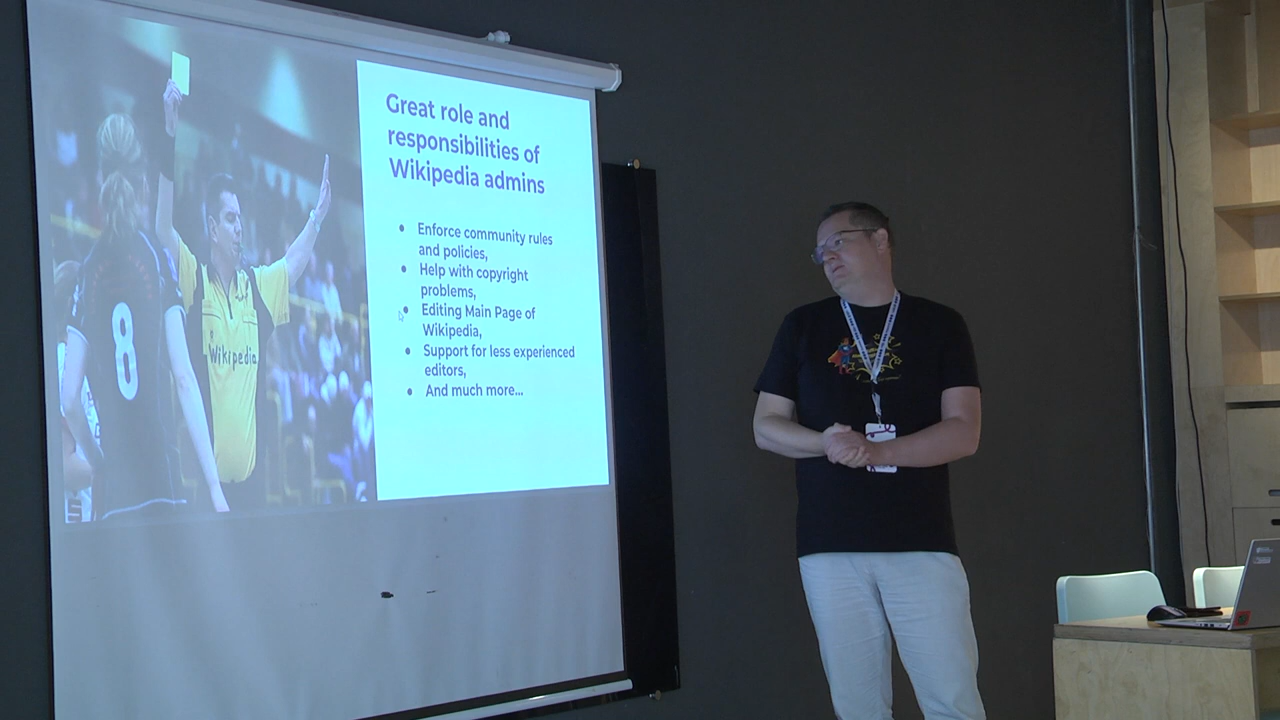 Great role and
responsibilities of
Wikipedia admins
• Enforce community rules
and policies,
• Help with copyright
problems,
• Editing Main Page of
Wikipedia,
• Support for less experienced
editors,
• And much more...
8
Wikipedia